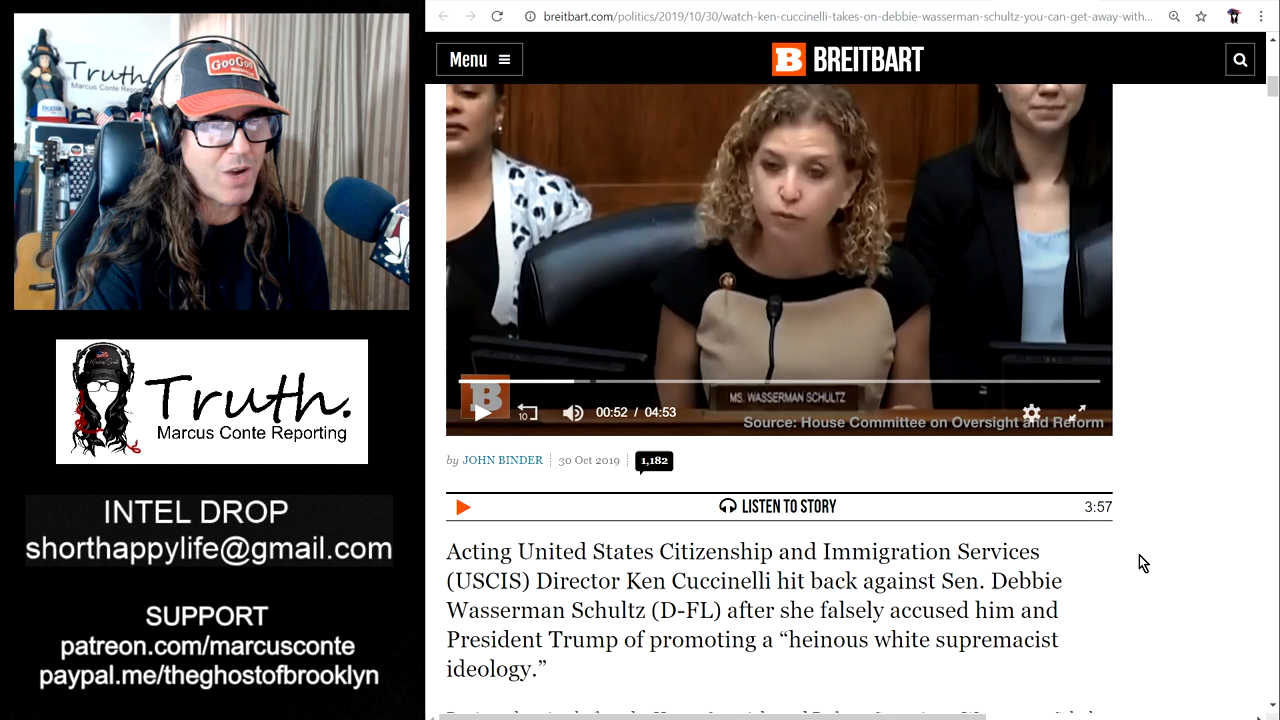 GOOGOO
Truth.
Marcus Conte Reporting
Truth.
Marcus Conte Reporting
INTEL DROP
shorthappylife@gmail.com
SUPPORT
patreon.com/marcusconte
paypal.me/theghostofbrooklyn
breitbart.com/politics/2019/10/30/watch-ken-cuccinelli-takes-on-debbie-wasserman-schultz-you-can-get-away-with...
Menu
B BREITBART
MS. WASSERMAN SCHULTZ
B
10
00:52 / 04:53
Source: House Committee on Oversight and Reform
by JOHN BINDER 30 Oct 2019 1,182
LISTEN TO STORY 3:57
Acting United States Citizenship and Immigration Services
(USCIS) Director Ken Cuccinelli hit back against Sen. Debbie
Wasserman Schultz (D-FL) after she falsely accused him and
President Trump of promoting a “heinous white supremacist
ideology.”